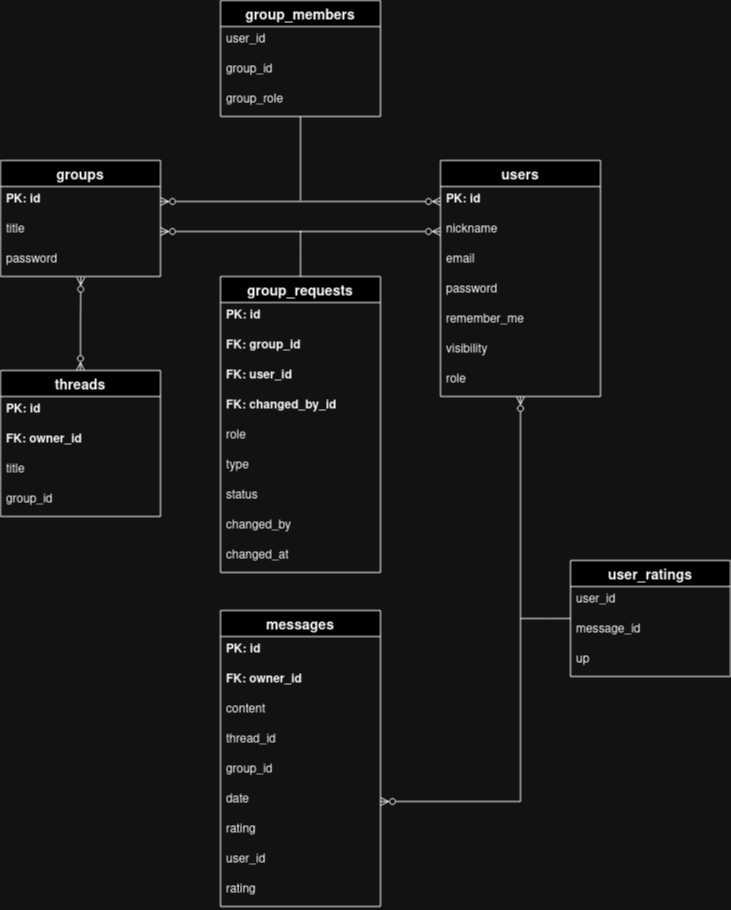 group_members
user_id
group_id
group_role
groups
PK: id
title
password
users
PK: id
nickname
email
password
remember_me
visibility
role
group_requests
PK: id
FK: group_id
FK: user_id
FK: changed_by_id
role
type
status
changed_by
changed_at
threads
PK: id
FK: owner_id
title
group_id
user_ratings
user_id
message_id
up
messages
PK: id
FK: owner_id
content
thread_id
group_id
date
rating
user_id
rating